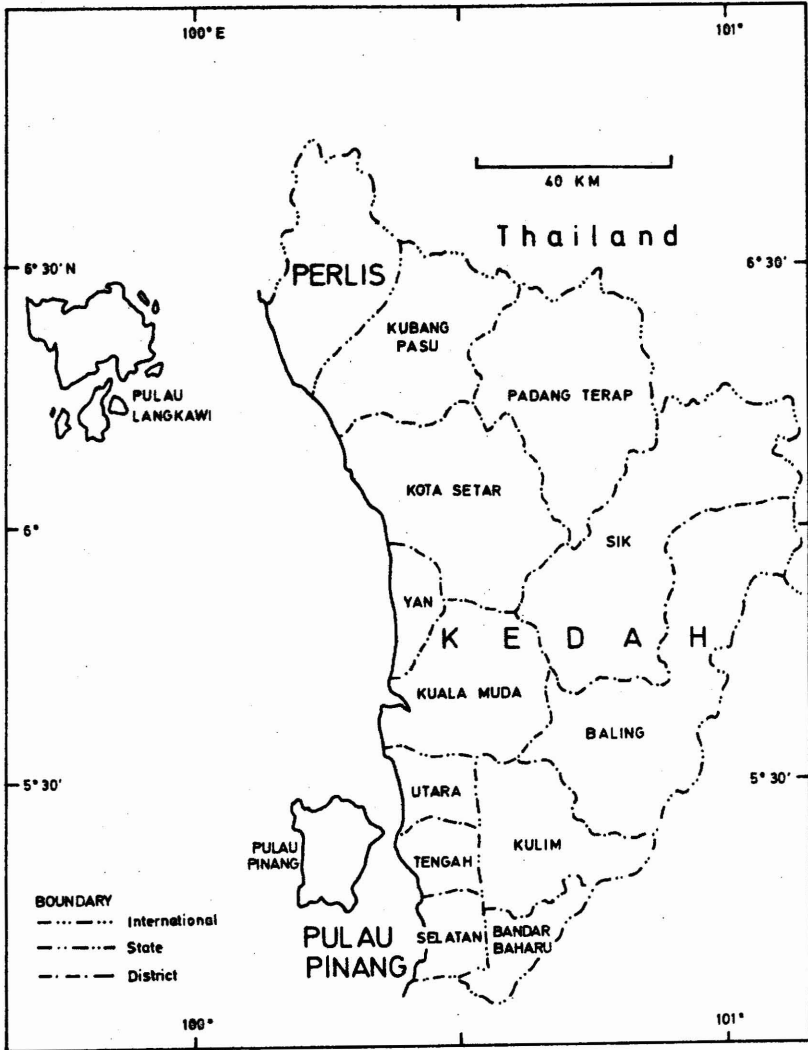 100° E
101°
40 KM
Thailand
6° 30' N
6° 30'
PERLIS
KUBANG
PASU
PADANG TERAP
PULAU
LANGKAWI
KOTA SETAR
6°
SIK
YAN
KEDAH
KUALA MUDA
BALING
5° 30'
5° 30'
UTARA
PULAU
PINANG
TENGAH
KULIM
BOUNDARY
International
State
District
PULAU
PINANG
SELATAN
BANDAR
BAHARU
100°
101°